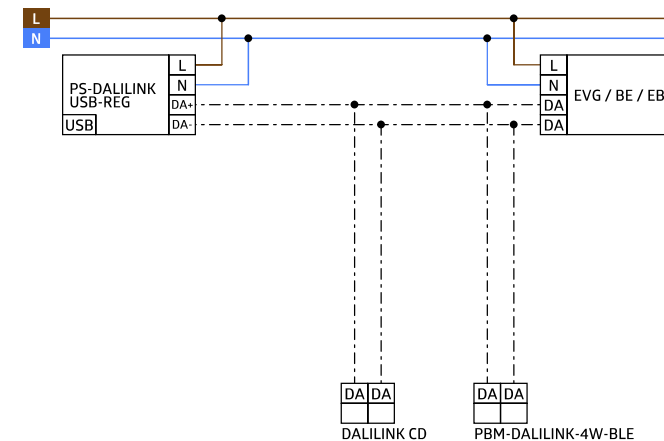 L
N
PS-DALILINK
USB-REG
USB
L
N
DA+
DA-
L
N
DA
DA
EVG / BE / EB
DA DA
DALILINK CD
DA DA
PBM-DALILINK-4W-BLE